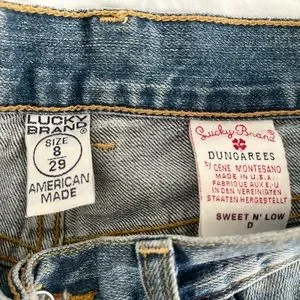 LUCKY
BRAND®
SIZE
8
29
AMERICAN
MADE
Lucky Brand
DUNGAREES
BY GENE MONTESANO
MADE IN U.S.A.
FABRIQUE AUX E.-U
IN DEN VEREINIGTEN
STAATEN HERGESTELLT
SWEET N' LOW
D